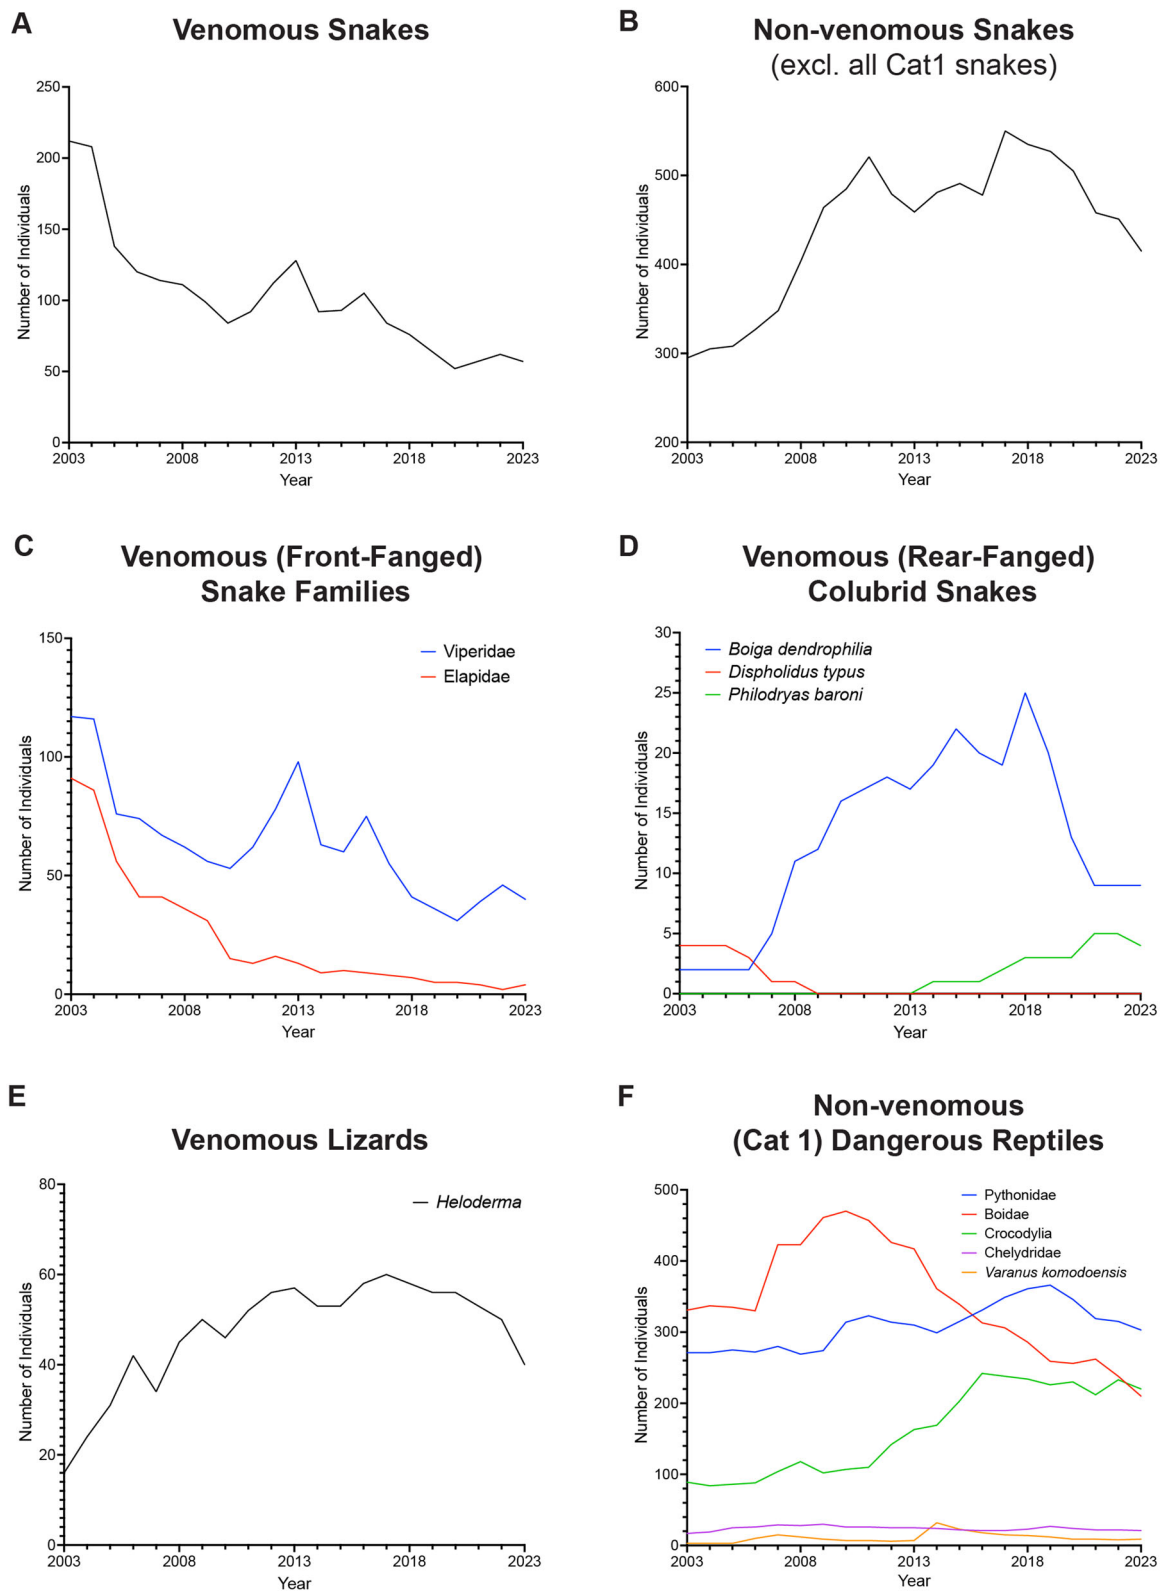 A
Venomous Snakes
250
200
150
100
50
0
Number of Individuals
2003
2008
2013
2018
2023
Year
B
Non-venomous Snakes
(excl. all Cat1 snakes)
600
500
400
300
200
Number of Individuals
2003
2008
2013
2018
2023
Year
C
Venomous (Front-Fanged)
Snake Families
150
100
50
0
Number of Individuals
Viperidae
Elapidae
2003
2008
2013
2018
2023
Year
D
Venomous (Rear-Fanged)
Colubrid Snakes
30
25
20
15
10
5
0
Number of Individuals
Boiga dendrophilia
Dispholidus typus
Philodryas baroni
2003
2008
2013
2018
2023
Year
E
Venomous Lizards
80
60
40
20
0
Number of Individuals
Heloderma
2003
2008
2013
2018
2023
Year
F
Non-venomous
(Cat 1) Dangerous Reptiles
500
400
300
200
100
0
Number of Individuals
Pythonidae
Boidae
Crocodylia
Chelydridae
Varanus komodoensis
2003
2008
2013
2018
2023
Year